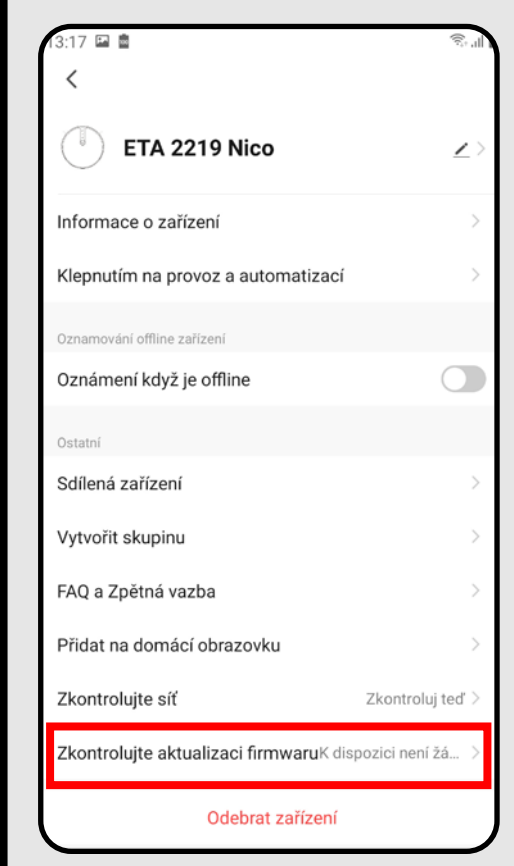 13:17
ETA 2219 Nico
Informace o zařízení
Klepnutím na provoz a automatizací
Oznamování offline zařízení
Oznámení když je offline
Ostatní
Sdílená zařízení
Vytvořit skupinu
FAQ a Zpětná vazba
Přidat na domácí obrazovku
Zkontrolujte síť Zkontroluj teď
Zkontrolujte aktualizaci firmwaru K dispozici není žá...
Odebrat zařízení